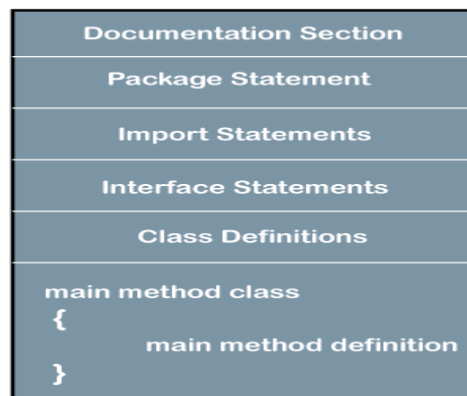 Documentation Section
Package Statement
Import Statements
Interface Statements
Class Definitions
main method class
{
main method definition
}